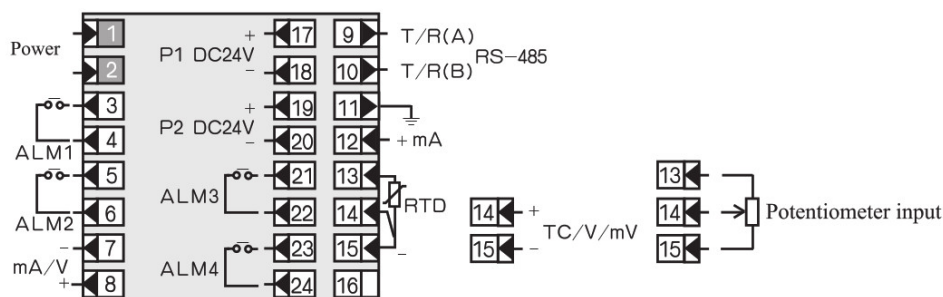 1 17 9 T/R(A)
Power P1 DC24V + - RS-485
2 18 10 T/R(B)
3 + 19 11
P2 DC24V
4 - 20 12 +mA
ALM1
5 21 13 13
ALM3 RTD
6 22 14 14 + 14 Potentiometer input
ALM2 TC/V/mV
- 7 23 15 - 15 - 15
mA/V ALM4
+ 8 24 16